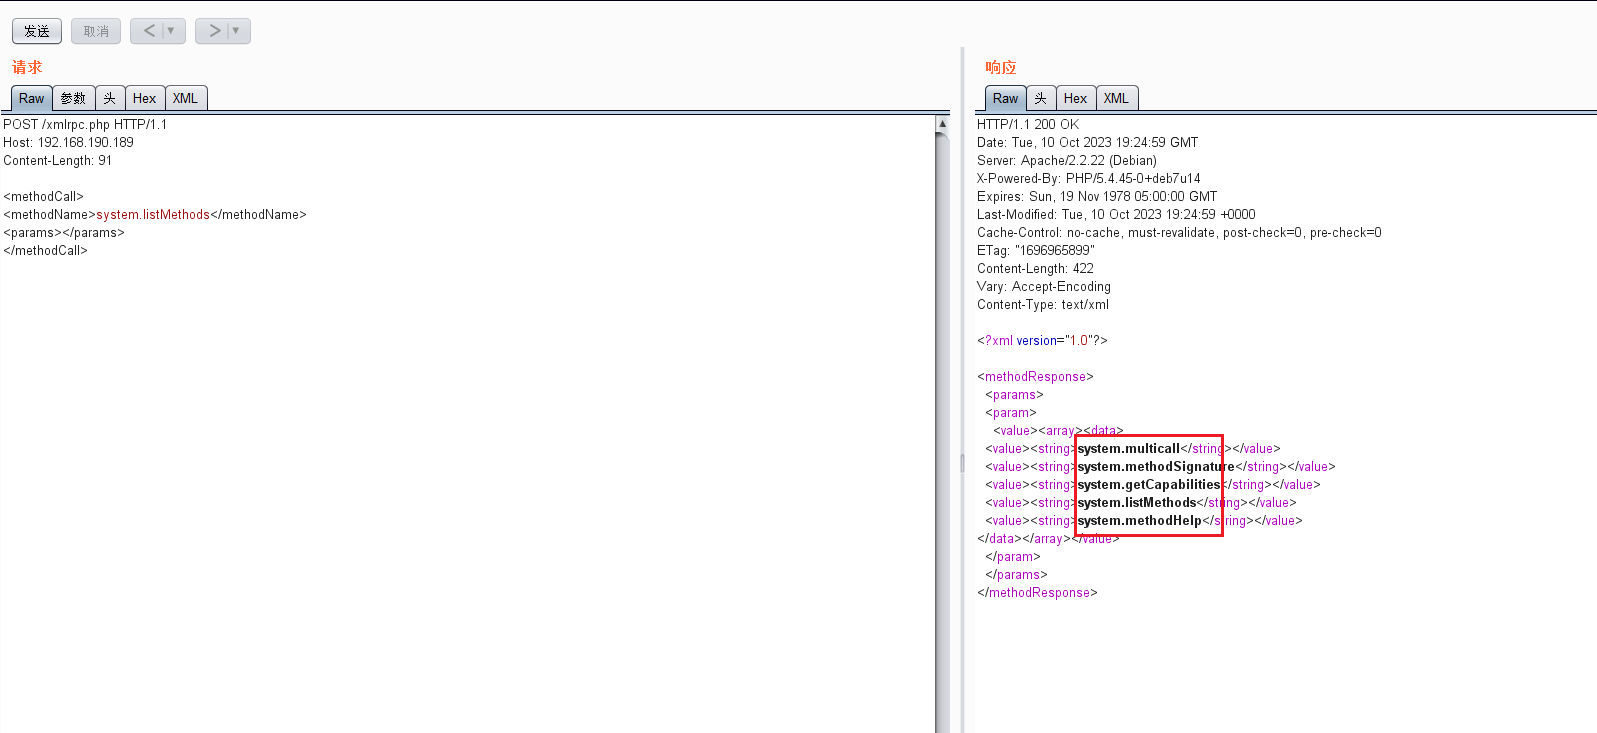 发送 取消 < ▼ > ▼
请求
Raw 参数 头 Hex XML
POST /xmlrpc.php HTTP/1.1
Host: 192.168.190.189
Content-Length: 91
<methodCall>
<methodName>system.listMethods</methodName>
<params></params>
</methodCall>
响应
Raw 头 Hex XML
HTTP/1.1 200 OK
Date: Tue, 10 Oct 2023 19:24:59 GMT
Server: Apache/2.2.22 (Debian)
X-Powered-By: PHP/5.4.45-0+deb7u14
Expires: Sun, 19 Nov 1978 05:00:00 GMT
Last-Modified: Tue, 10 Oct 2023 19:24:59 +0000
Cache-Control: no-cache, must-revalidate, post-check=0, pre-check=0
ETag: "1696965899"
Content-Length: 422
Vary: Accept-Encoding
Content-Type: text/xml
<?xml version="1.0"?>
<methodResponse>
<params>
<param>
<value><array><data>
<value><string>system.multicall</string></value>
<value><string>system.methodSignature</string></value>
<value><string>system.getCapabilities</string></value>
<value><string>system.listMethods</string></value>
<value><string>system.methodHelp</string></value>
</data></array></value>
</param>
</params>
</methodResponse>